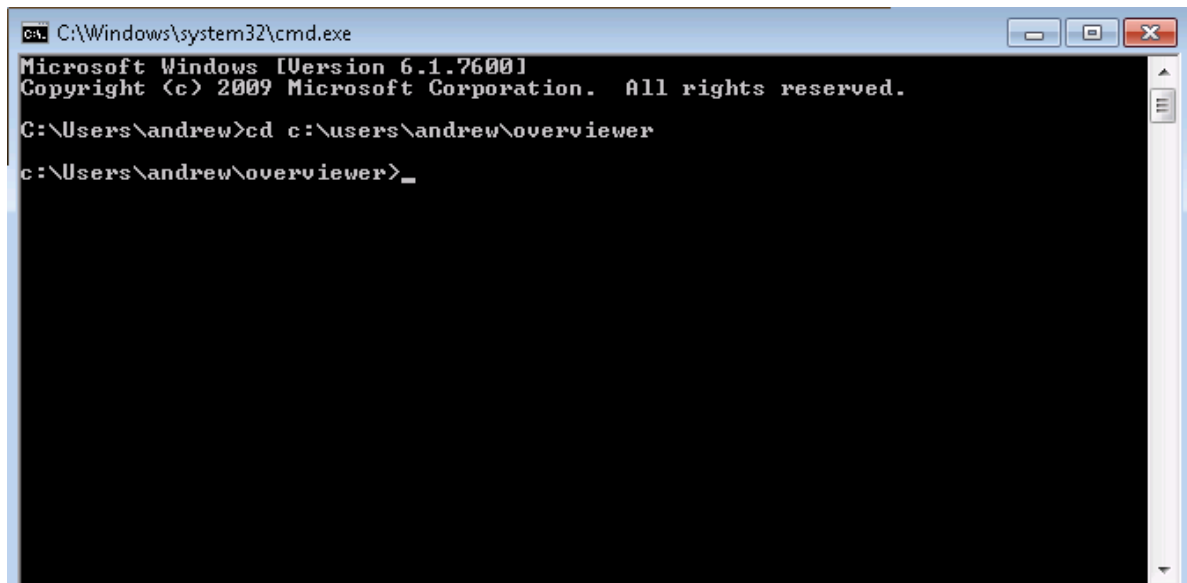 C:\Windows\system32\cmd.exe
Microsoft Windows [Version 6.1.7600]
Copyright (c) 2009 Microsoft Corporation.  All rights reserved.
C:\Users\andrew>cd c:\users\andrew\overviewer
c:\Users\andrew\overviewer>_